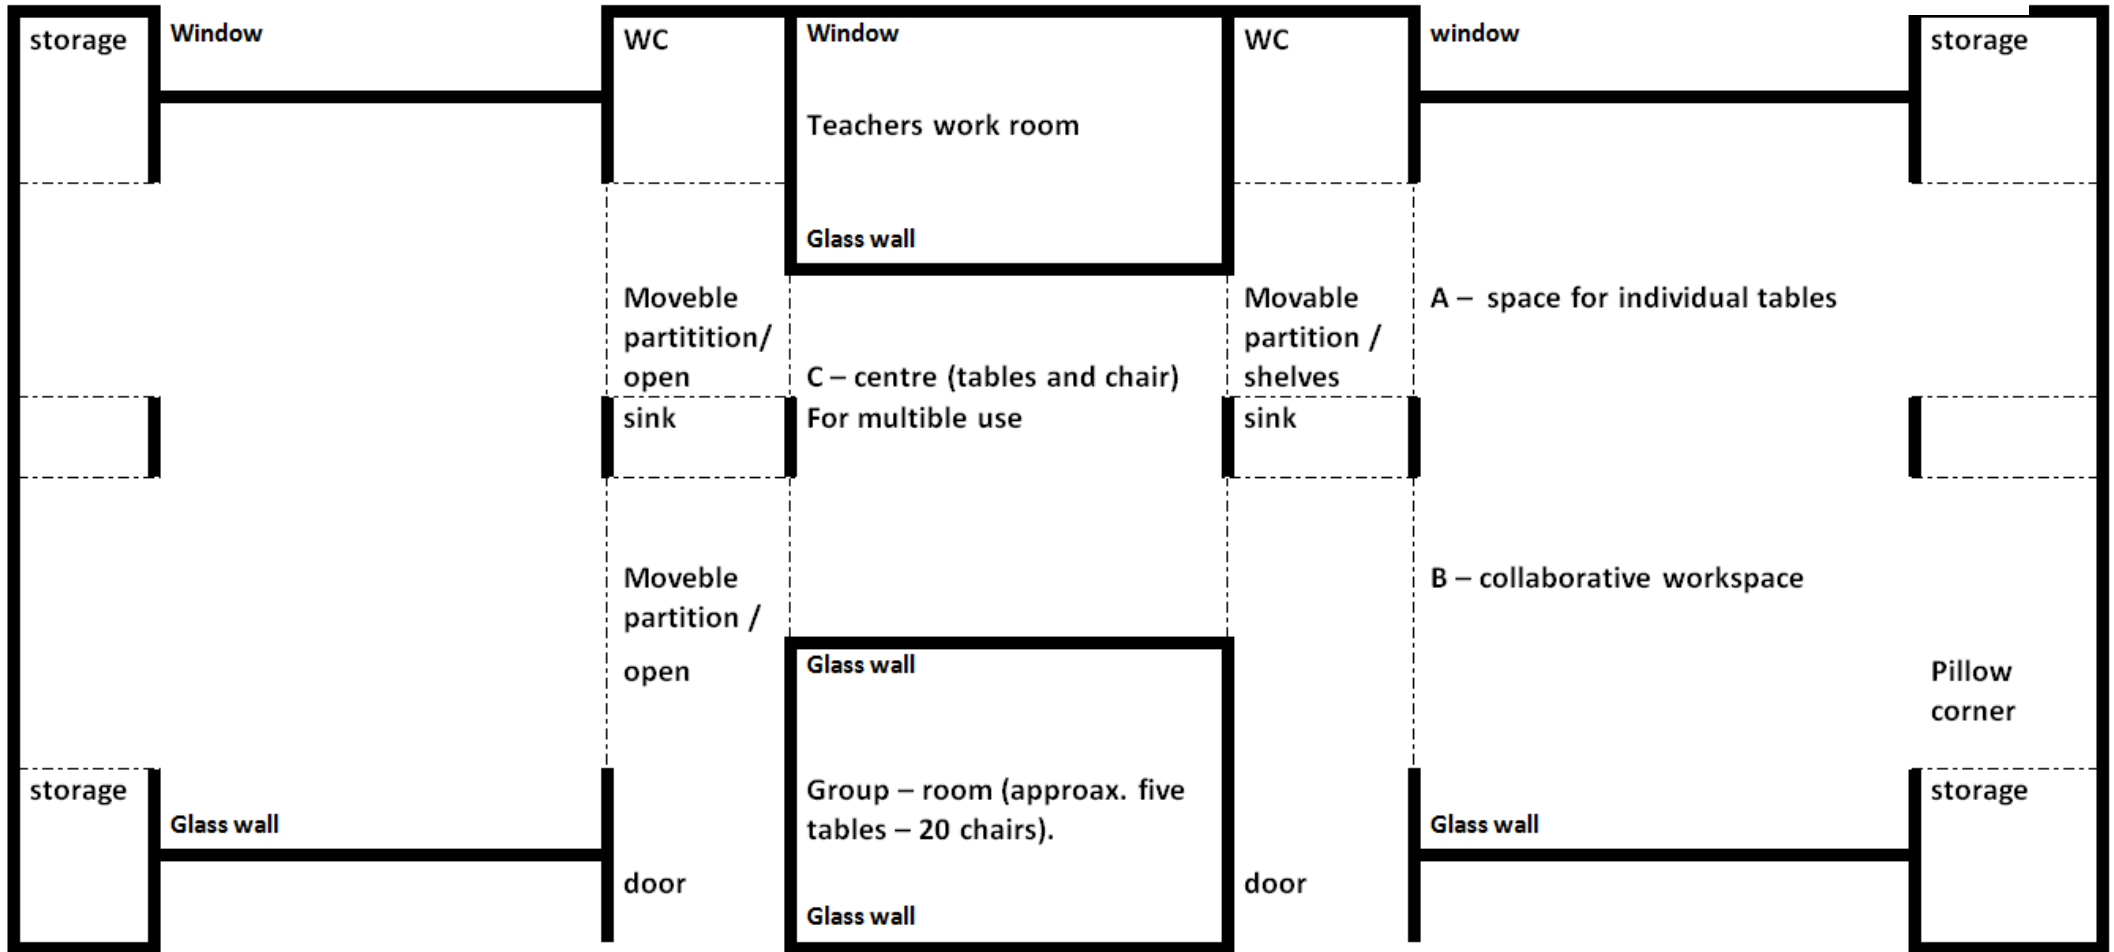 storage
Window
WC
Window
WC
window
storage
Teachers work room
Glass wall
Moveble
partitition/
open
sink
C – centre (tables and chair)
For multible use
Movable
partition /
shelves
sink
A – space for individual tables
Moveble
partition /
open
B – collaborative workspace
Pillow
corner
storage
Glass wall
door
Glass wall
Group – room (approax. five
tables – 20 chairs).
Glass wall
door
Glass wall
storage